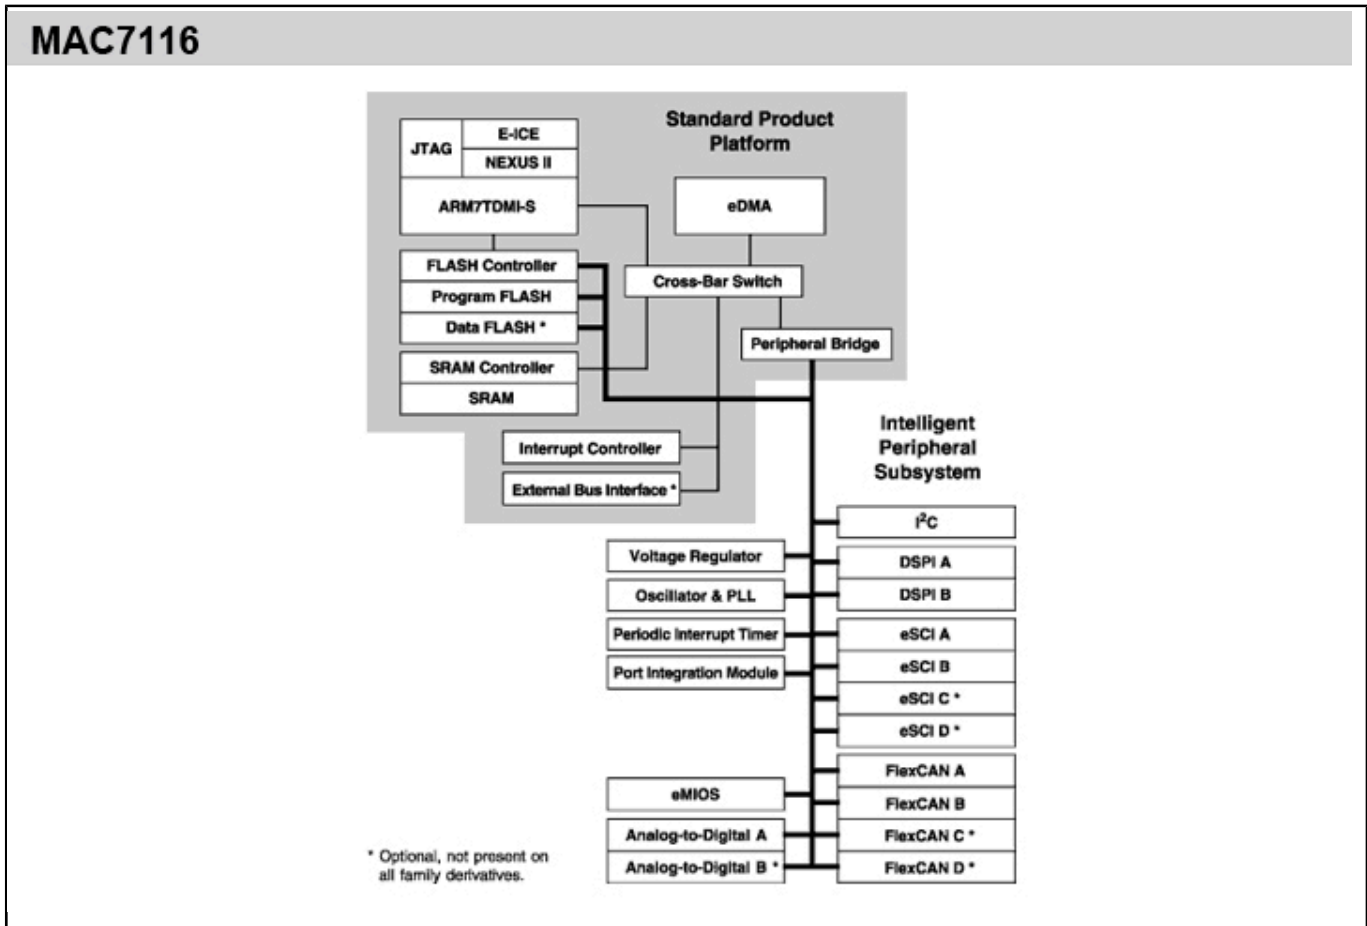 MAC7116
Standard Product
Platform
JTAG
E-ICE
NEXUS II
ARM7TDMI-S
eDMA
FLASH Controller
Program FLASH
Data FLASH *
Cross-Bar Switch
Peripheral Bridge
SRAM Controller
SRAM
Interrupt Controller
External Bus Interface *
Intelligent
Peripheral
Subsystem
I²C
Voltage Regulator
DSPI A
Oscillator & PLL
DSPI B
Periodic Interrupt Timer
eSCI A
Port Integration Module
eSCI B
eSCI C *
eSCI D *
FlexCAN A
eMIOS
FlexCAN B
Analog-to-Digital A
FlexCAN C *
Analog-to-Digital B *
FlexCAN D *
* Optional, not present on
all family derivatives.